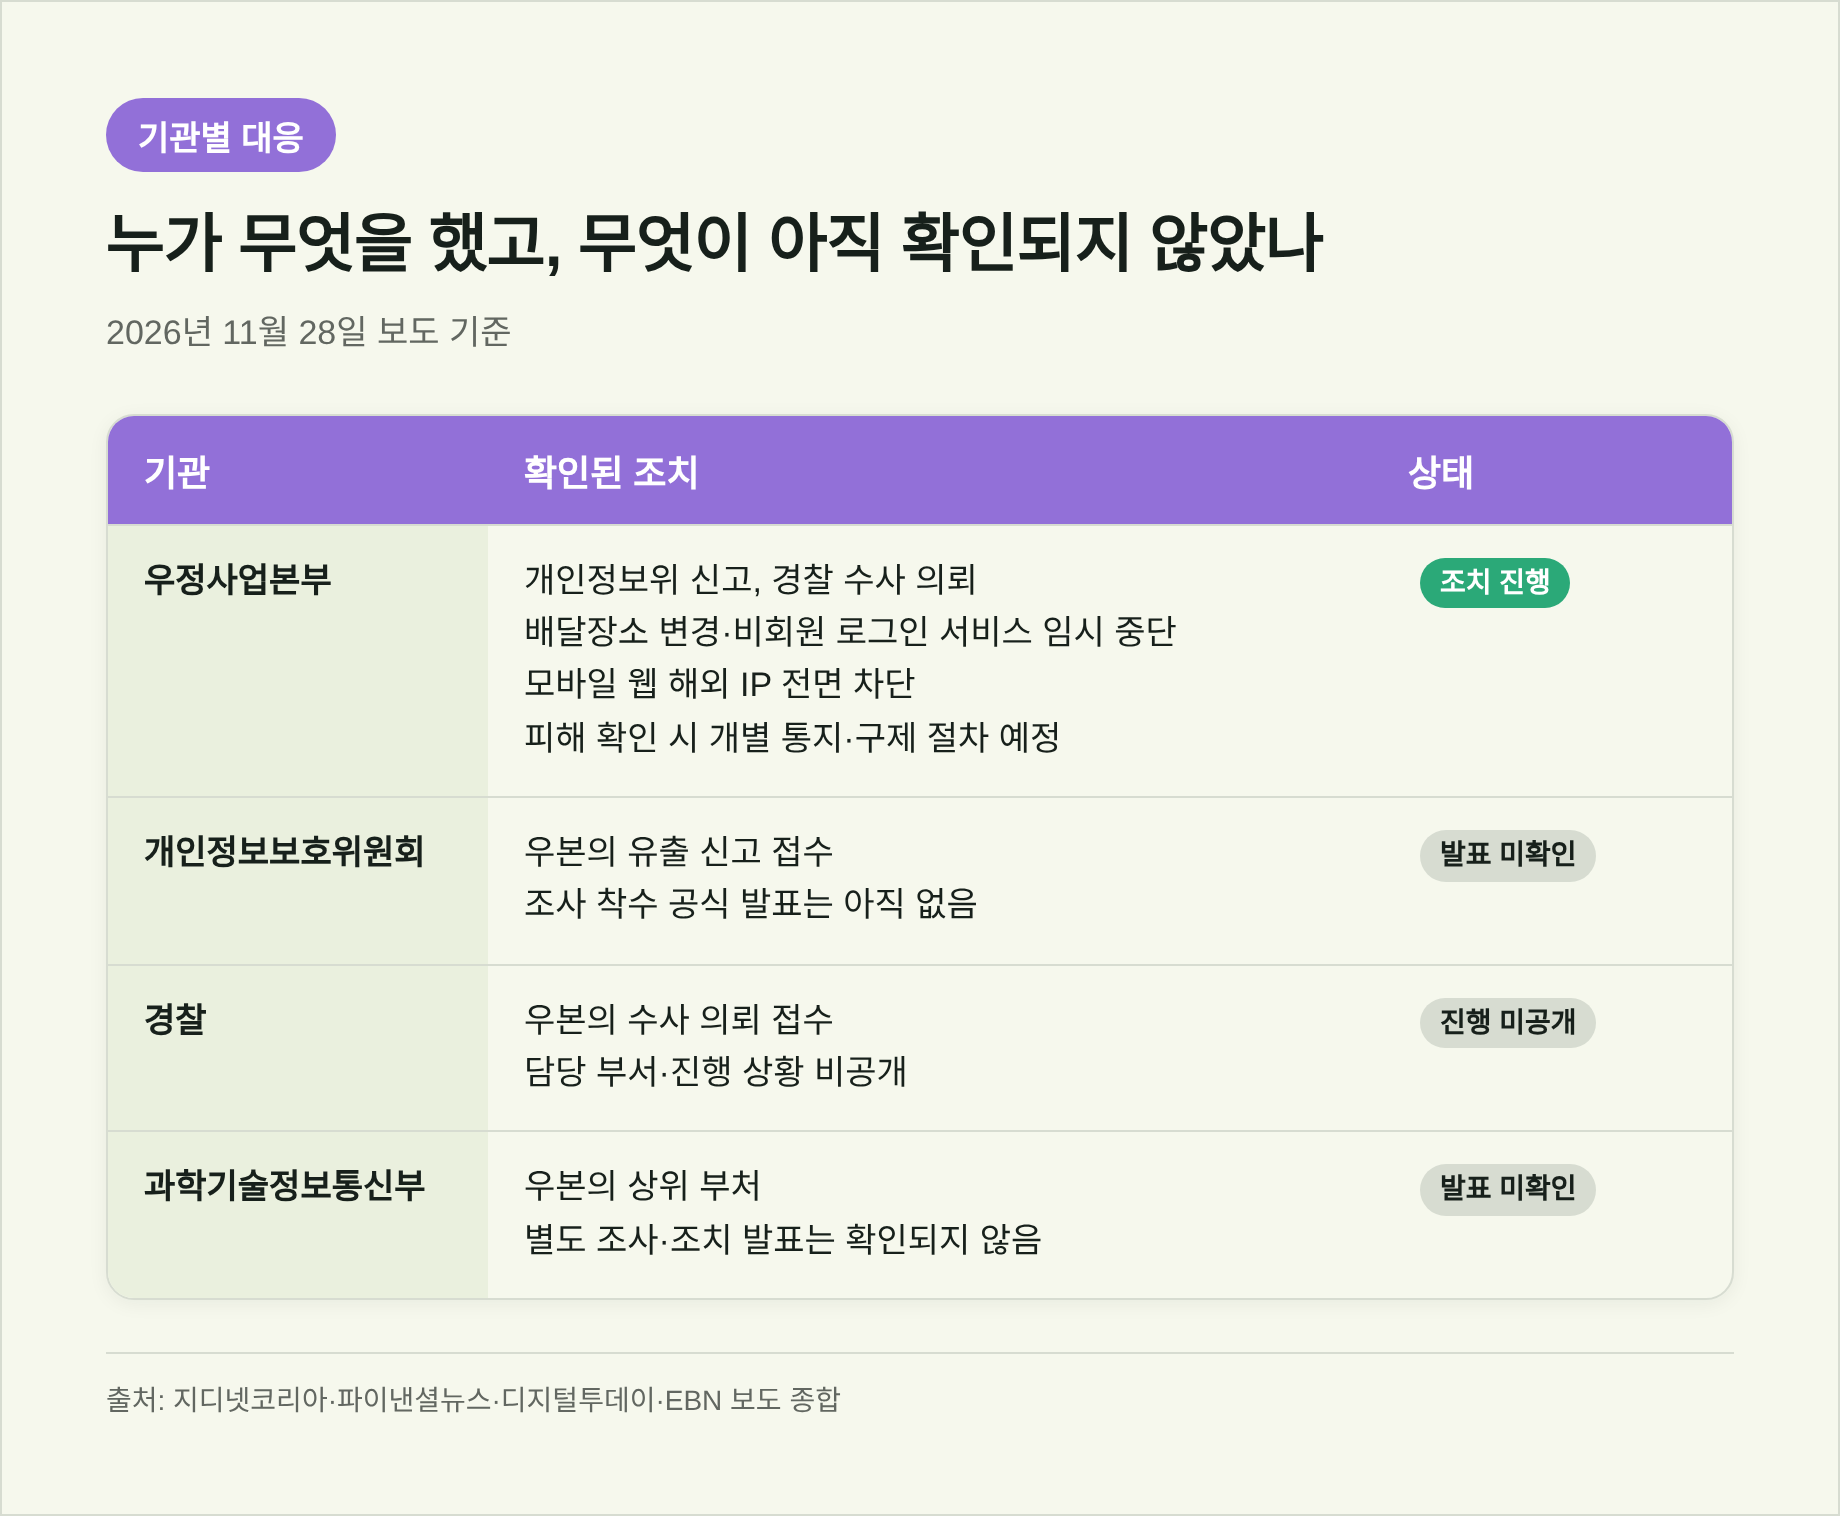 기관별 대응
누가 무엇을 했고, 무엇이 아직 확인되지 않았나
2026년 11월 28일 보도 기준
기관 확인된 조치 상태
우정사업본부 개인정보위 신고, 경찰 수사 의뢰 조치 진행
배달장소 변경·비회원 로그인 서비스 임시 중단
모바일 웹 해외 IP 전면 차단
피해 확인 시 개별 통지·구제 절차 예정
개인정보보호위원회 우본의 유출 신고 접수 발표 미확인
조사 착수 공식 발표는 아직 없음
경찰 우본의 수사 의뢰 접수 진행 미공개
담당 부서·진행 상황 비공개
과학기술정보통신부 우본의 상위 부처 발표 미확인
별도 조사·조치 발표는 확인되지 않음
출처: 지디넷코리아·파이낸셜뉴스·디지털투데이·EBN 보도 종합